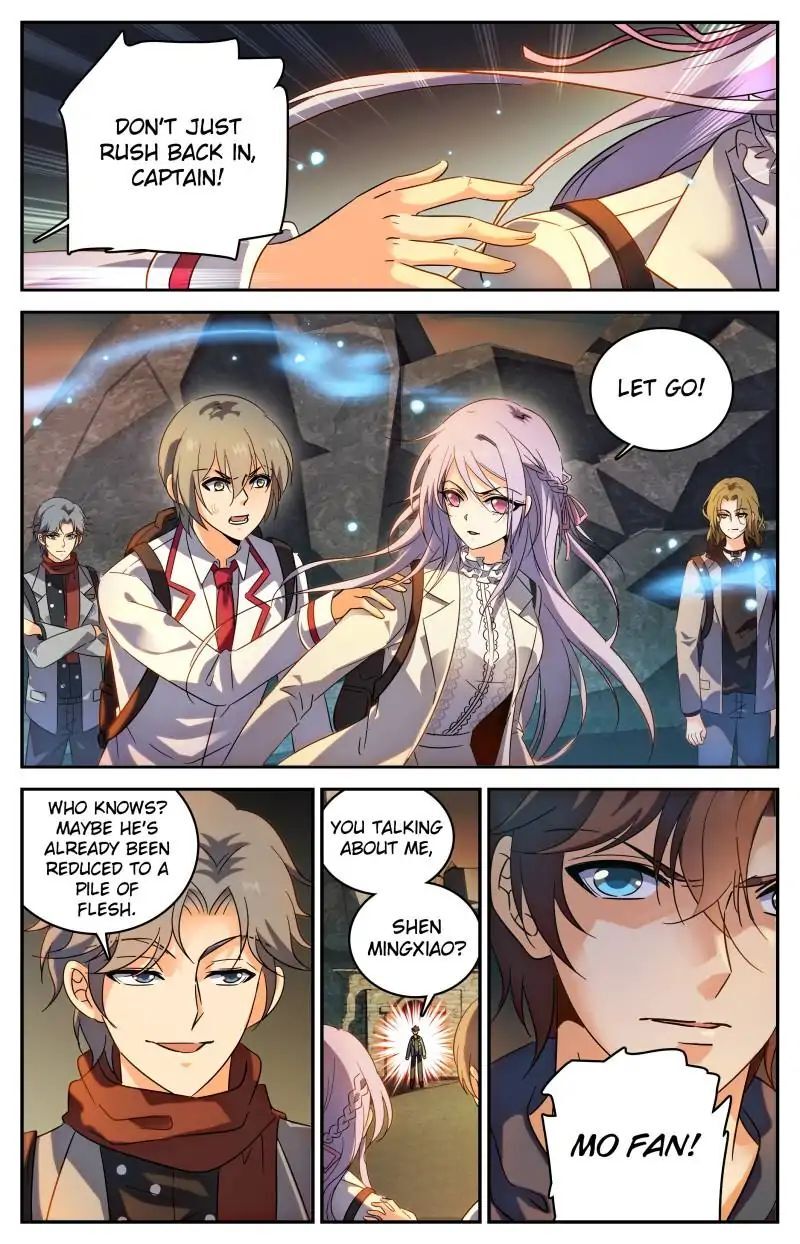 DON'T JUST
RUSH BACK IN,
CAPTAIN!
LET GO!
WHO KNOWS?
MAYBE HE'S
ALREADY BEEN
REDUCED TO A
PILE OF
FLESH.
YOU TALKING
ABOUT ME,
SHEN
MINGXIAO?
MO FAN!